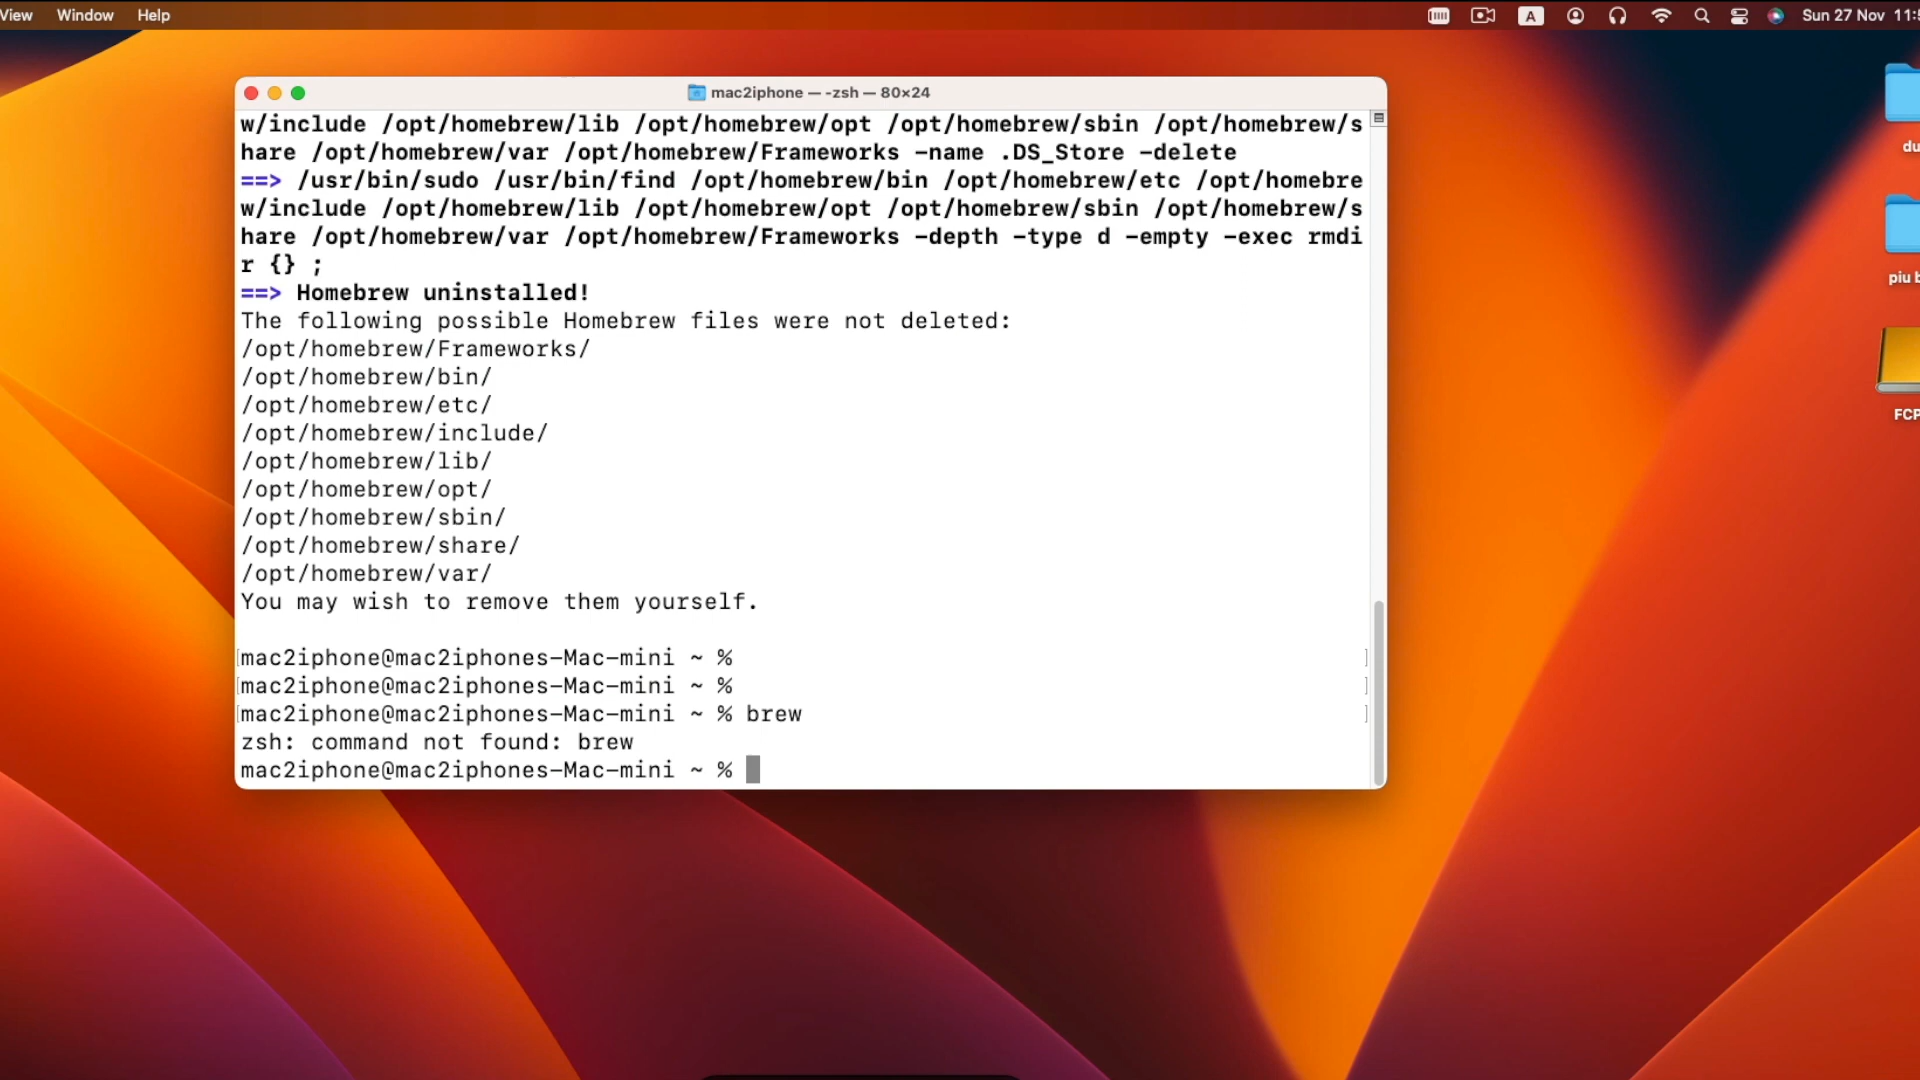 View Window Help
A Sun 27 Nov 11:5
mac2iphone — -zsh — 80×24
w/include /opt/homebrew/lib /opt/homebrew/opt /opt/homebrew/sbin /opt/homebrew/s
hare /opt/homebrew/var /opt/homebrew/Frameworks -name .DS_Store -delete
==> /usr/bin/sudo /usr/bin/find /opt/homebrew/bin /opt/homebrew/etc /opt/homebre
w/include /opt/homebrew/lib /opt/homebrew/opt /opt/homebrew/sbin /opt/homebrew/s
hare /opt/homebrew/var /opt/homebrew/Frameworks -depth -type d -empty -exec rmdi
r {} ;
==> Homebrew uninstalled!
The following possible Homebrew files were not deleted:
/opt/homebrew/Frameworks/
/opt/homebrew/bin/
/opt/homebrew/etc/
/opt/homebrew/include/
/opt/homebrew/lib/
/opt/homebrew/opt/
/opt/homebrew/sbin/
/opt/homebrew/share/
/opt/homebrew/var/
You may wish to remove them yourself.
[mac2iphone@mac2iphones-Mac-mini ~ % ]
[mac2iphone@mac2iphones-Mac-mini ~ % ]
[mac2iphone@mac2iphones-Mac-mini ~ % brew ]
zsh: command not found: brew
mac2iphone@mac2iphones-Mac-mini ~ %
du
piu b
FCP